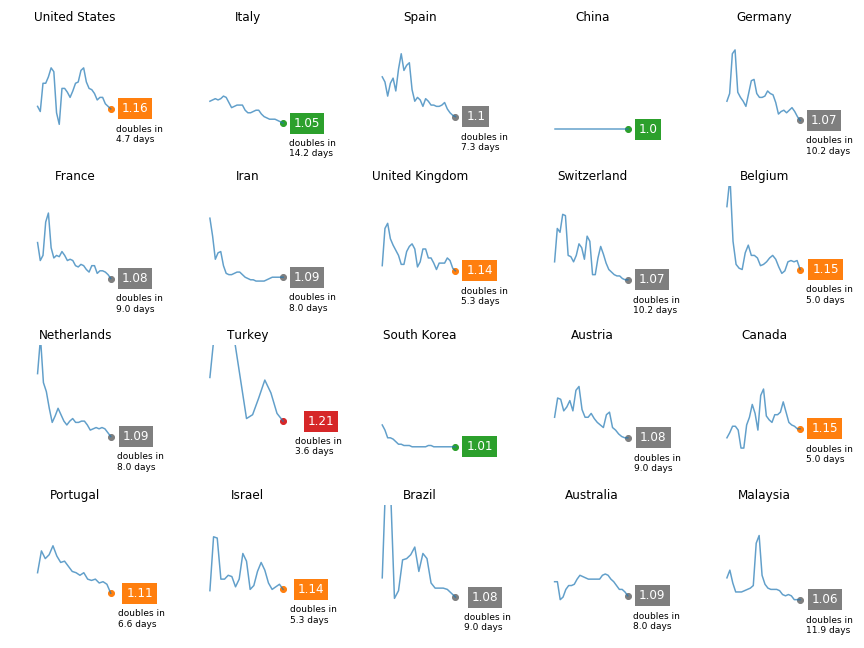 United States
1.16
doubles in
4.7 days
Italy
1.05
doubles in
14.2 days
Spain
1.1
doubles in
7.3 days
China
1.0
Germany
1.07
doubles in
10.2 days
France
1.08
doubles in
9.0 days
Iran
1.09
doubles in
8.0 days
United Kingdom
1.14
doubles in
5.3 days
Switzerland
1.07
doubles in
10.2 days
Belgium
1.15
doubles in
5.0 days
Netherlands
1.09
doubles in
8.0 days
Turkey
1.21
doubles in
3.6 days
South Korea
1.01
Austria
1.08
doubles in
9.0 days
Canada
1.15
doubles in
5.0 days
Portugal
1.11
doubles in
6.6 days
Israel
1.14
doubles in
5.3 days
Brazil
1.08
doubles in
9.0 days
Australia
1.09
doubles in
8.0 days
Malaysia
1.06
doubles in
11.9 days